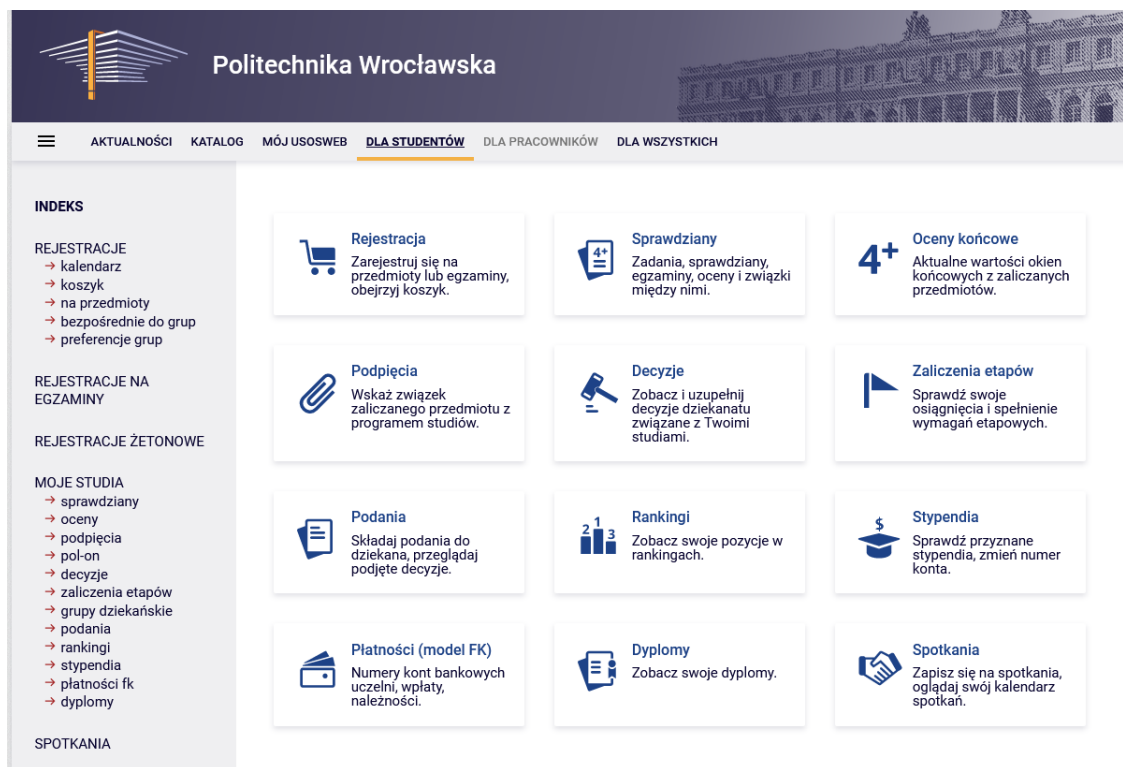 Politechnika Wrocławska
AKTUALNOŚCI KATALOG MÓJ USOSWEB DLA STUDENTÓW DLA PRACOWNIKÓW DLA WSZYSTKICH
INDEKS
REJESTRACJE
→ kalendarz
→ koszyk
→ na przedmioty
→ bezpośrednie do grup
→ preferencje grup
REJESTRACJE NA
EGZAMINY
REJESTRACJE ŻETONOWE
MOJE STUDIA
→ sprawdziany
→ oceny
→ podpięcia
→ pol-on
→ decyzje
→ zaliczenia etapów
→ grupy dziekańskie
→ podania
→ rankingi
→ stypendia
→ płatności fk
→ dyplomy
SPOTKANIA
Rejestracja
Zarejestruj się na
przedmioty lub egzaminy,
obejrzyj koszyk.
4+
Sprawdziany
Zadania, sprawdziany,
egzaminy, oceny i związki
między nimi.
4+
Oceny końcowe
Aktualne wartości okien
końcowych z zaliczanych
przedmiotów.
Podpięcia
Wskaż związek
zaliczanego przedmiotu z
programem studiów.
Decyzje
Zobacz i uzupełnij
decyzje dziekanatu
związane z Twoimi
studiami.
Zaliczenia etapów
Sprawdź swoje
osiągnięcia i spełnienie
wymagań etapowych.
Podania
Składaj podania do
dziekana, przeglądaj
podjęte decyzje.
2 1 3
Rankingi
Zobacz swoje pozycje w
rankingach.
$
Stypendia
Sprawdź przyznane
stypendia, zmień numer
konta.
Płatności (model FK)
Numery kont bankowych
uczelni, wpłaty,
należności.
Dyplomy
Zobacz swoje dyplomy.
Spotkania
Zapisz się na spotkania,
oglądaj swój kalendarz
spotkań.